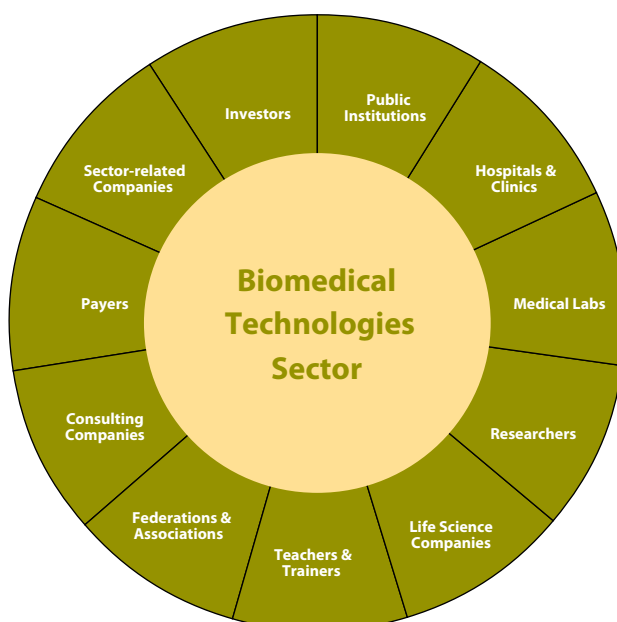 Investors
Public
Institutions
Hospitals &
Clinics
Medical Labs
Researchers
Life Science
Companies
Teachers &
Trainers
Federations &
Associations
Consulting
Companies
Payers
Sector-related
Companies
Biomedical
Technologies
Sector